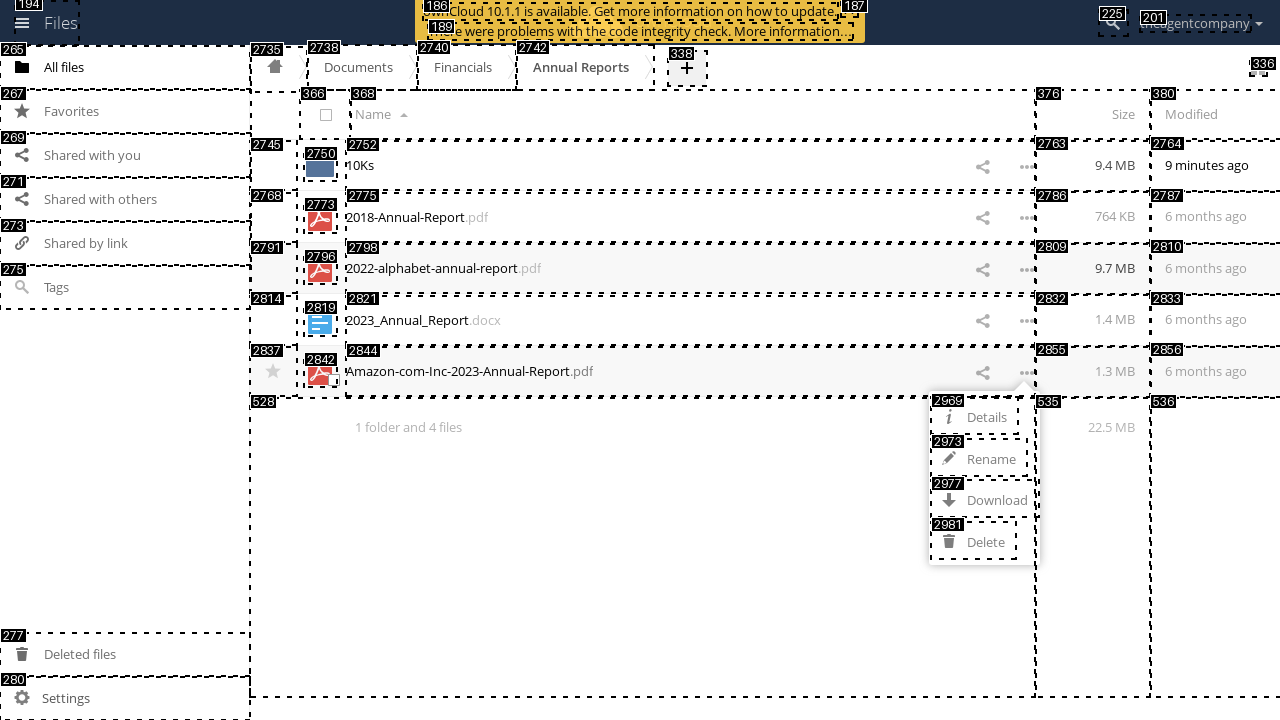 194
Files
186
ownCloud 10.1.1 is available. Get more information on how to update.
187
189
There were problems with the code integrity check. More information…
225
201
theagentcompany
265
All files
267
Favorites
269
Shared with you
271
Shared with others
273
Shared by link
275
Tags
277
Deleted files
280
Settings
2735
2738
Documents
2740
Financials
2742
Annual Reports
338
+
336
366
368
Name
376
Size
380
Modified
2745
2750
2752
10Ks
2763
9.4 MB
2764
9 minutes ago
2768
2773
2775
2018-Annual-Report.pdf
2786
764 KB
2787
6 months ago
2791
2796
2798
2022-alphabet-annual-report.pdf
2809
9.7 MB
2810
6 months ago
2814
2819
2821
2023_Annual_Report.docx
2832
1.4 MB
2833
6 months ago
2837
2842
2844
Amazon-com-Inc-2023-Annual-Report.pdf
2855
1.3 MB
2856
6 months ago
528
1 folder and 4 files
535
22.5 MB
536
2969
Details
2973
Rename
2977
Download
2981
Delete